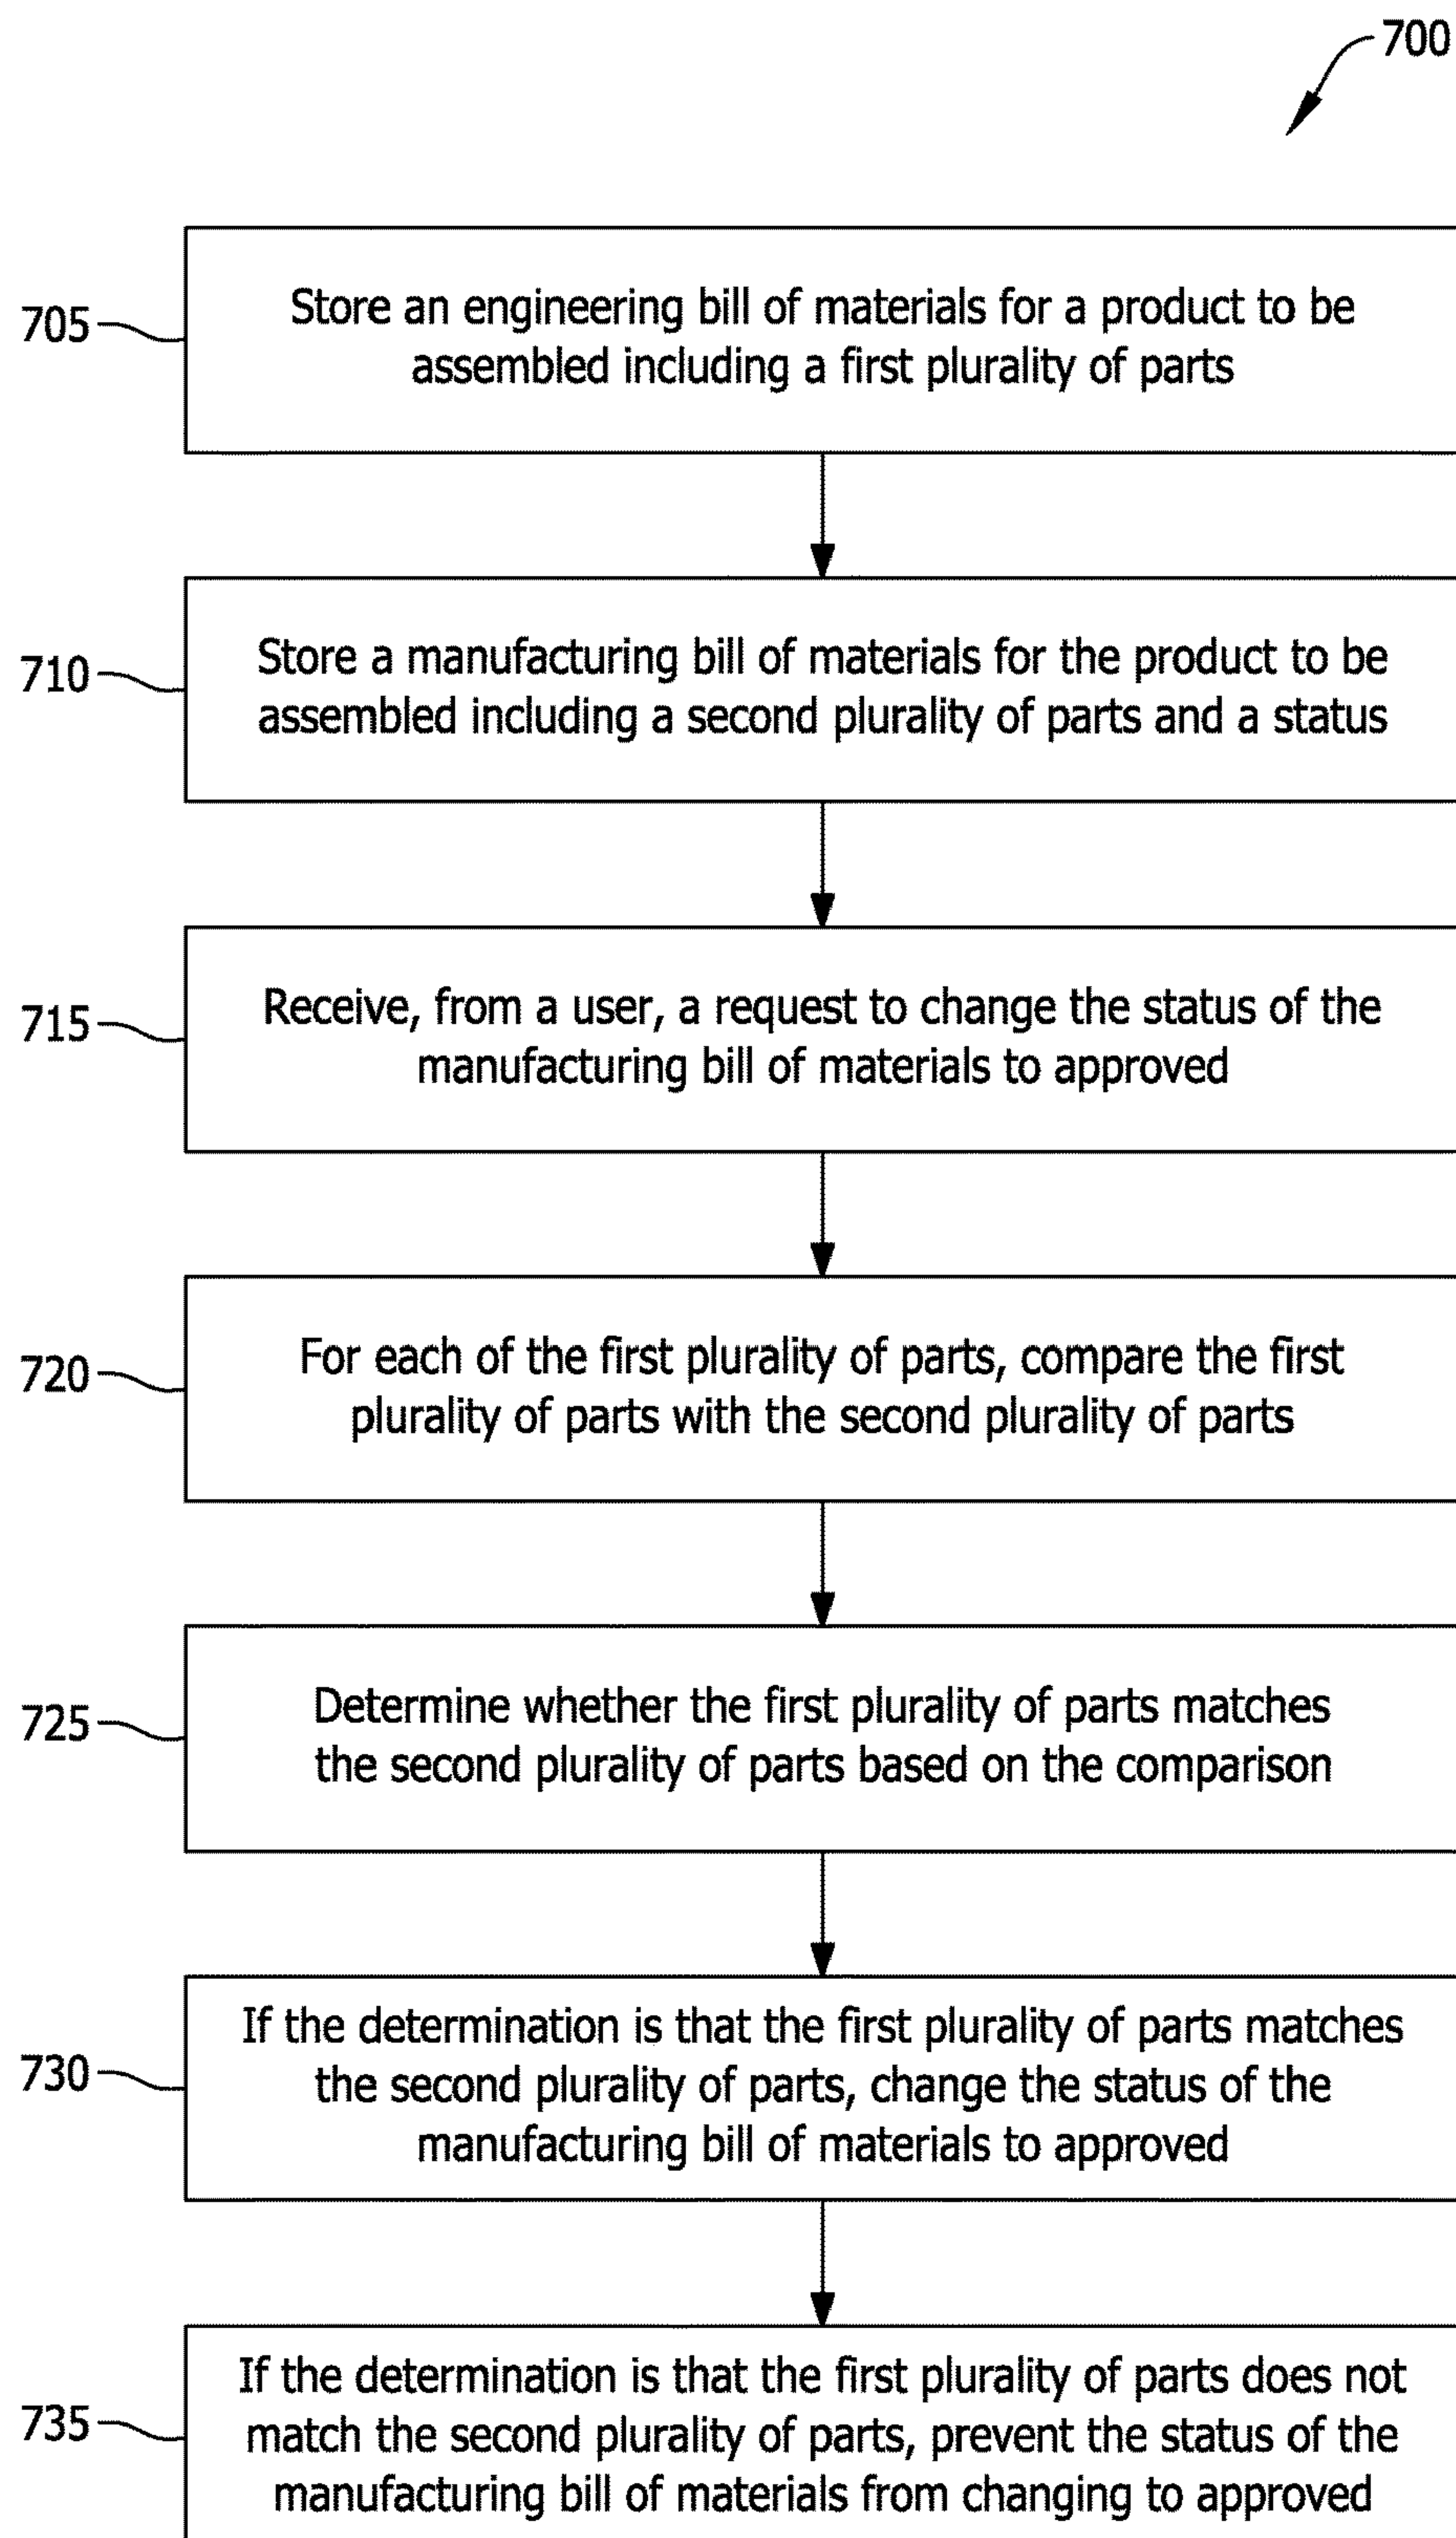 700
705
Store an engineering bill of materials for a product to be
assembled including a first plurality of parts
710
Store a manufacturing bill of materials for the product to be
assembled including a second plurality of parts and a status
715
Receive, from a user, a request to change the status of the
manufacturing bill of materials to approved
720
For each of the first plurality of parts, compare the first
plurality of parts with the second plurality of parts
725
Determine whether the first plurality of parts matches
the second plurality of parts based on the comparison
730
If the determination is that the first plurality of parts matches
the second plurality of parts, change the status of the
manufacturing bill of materials to approved
735
If the determination is that the first plurality of parts does not
match the second plurality of parts, prevent the status of the
manufacturing bill of materials from changing to approved